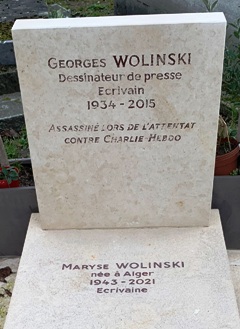 GEORGES WOLINSKI
Dessinateur de presse
Ecrivain
1934 - 2015
ASSASSINÉ LORS DE L'ATTENTAT
CONTRE CHARLIE-HEBDO
MARYSE WOLINSKI
née à Alger
1943 - 2021
Ecrivaine